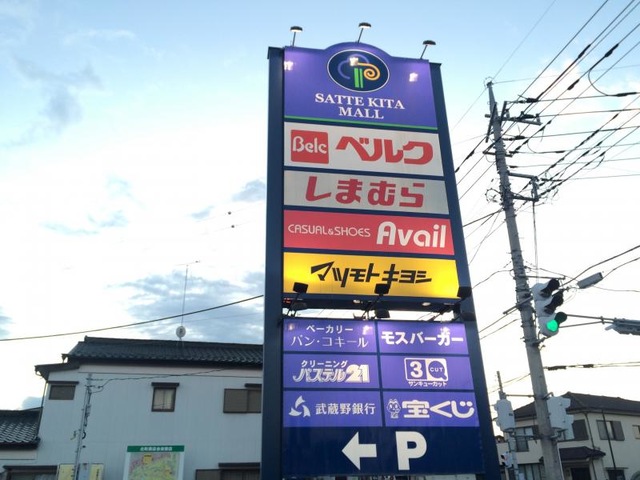 SATTE KITA
MALL
Belc ベルク
しまむら
CASUAL&SHOES Avail
マツモトキヨシ
ベーカリー
パン・コキール
モスバーガー
クリーニング
パステル21
3 CUT
サンキューカット
武蔵野銀行
宝くじ
← P